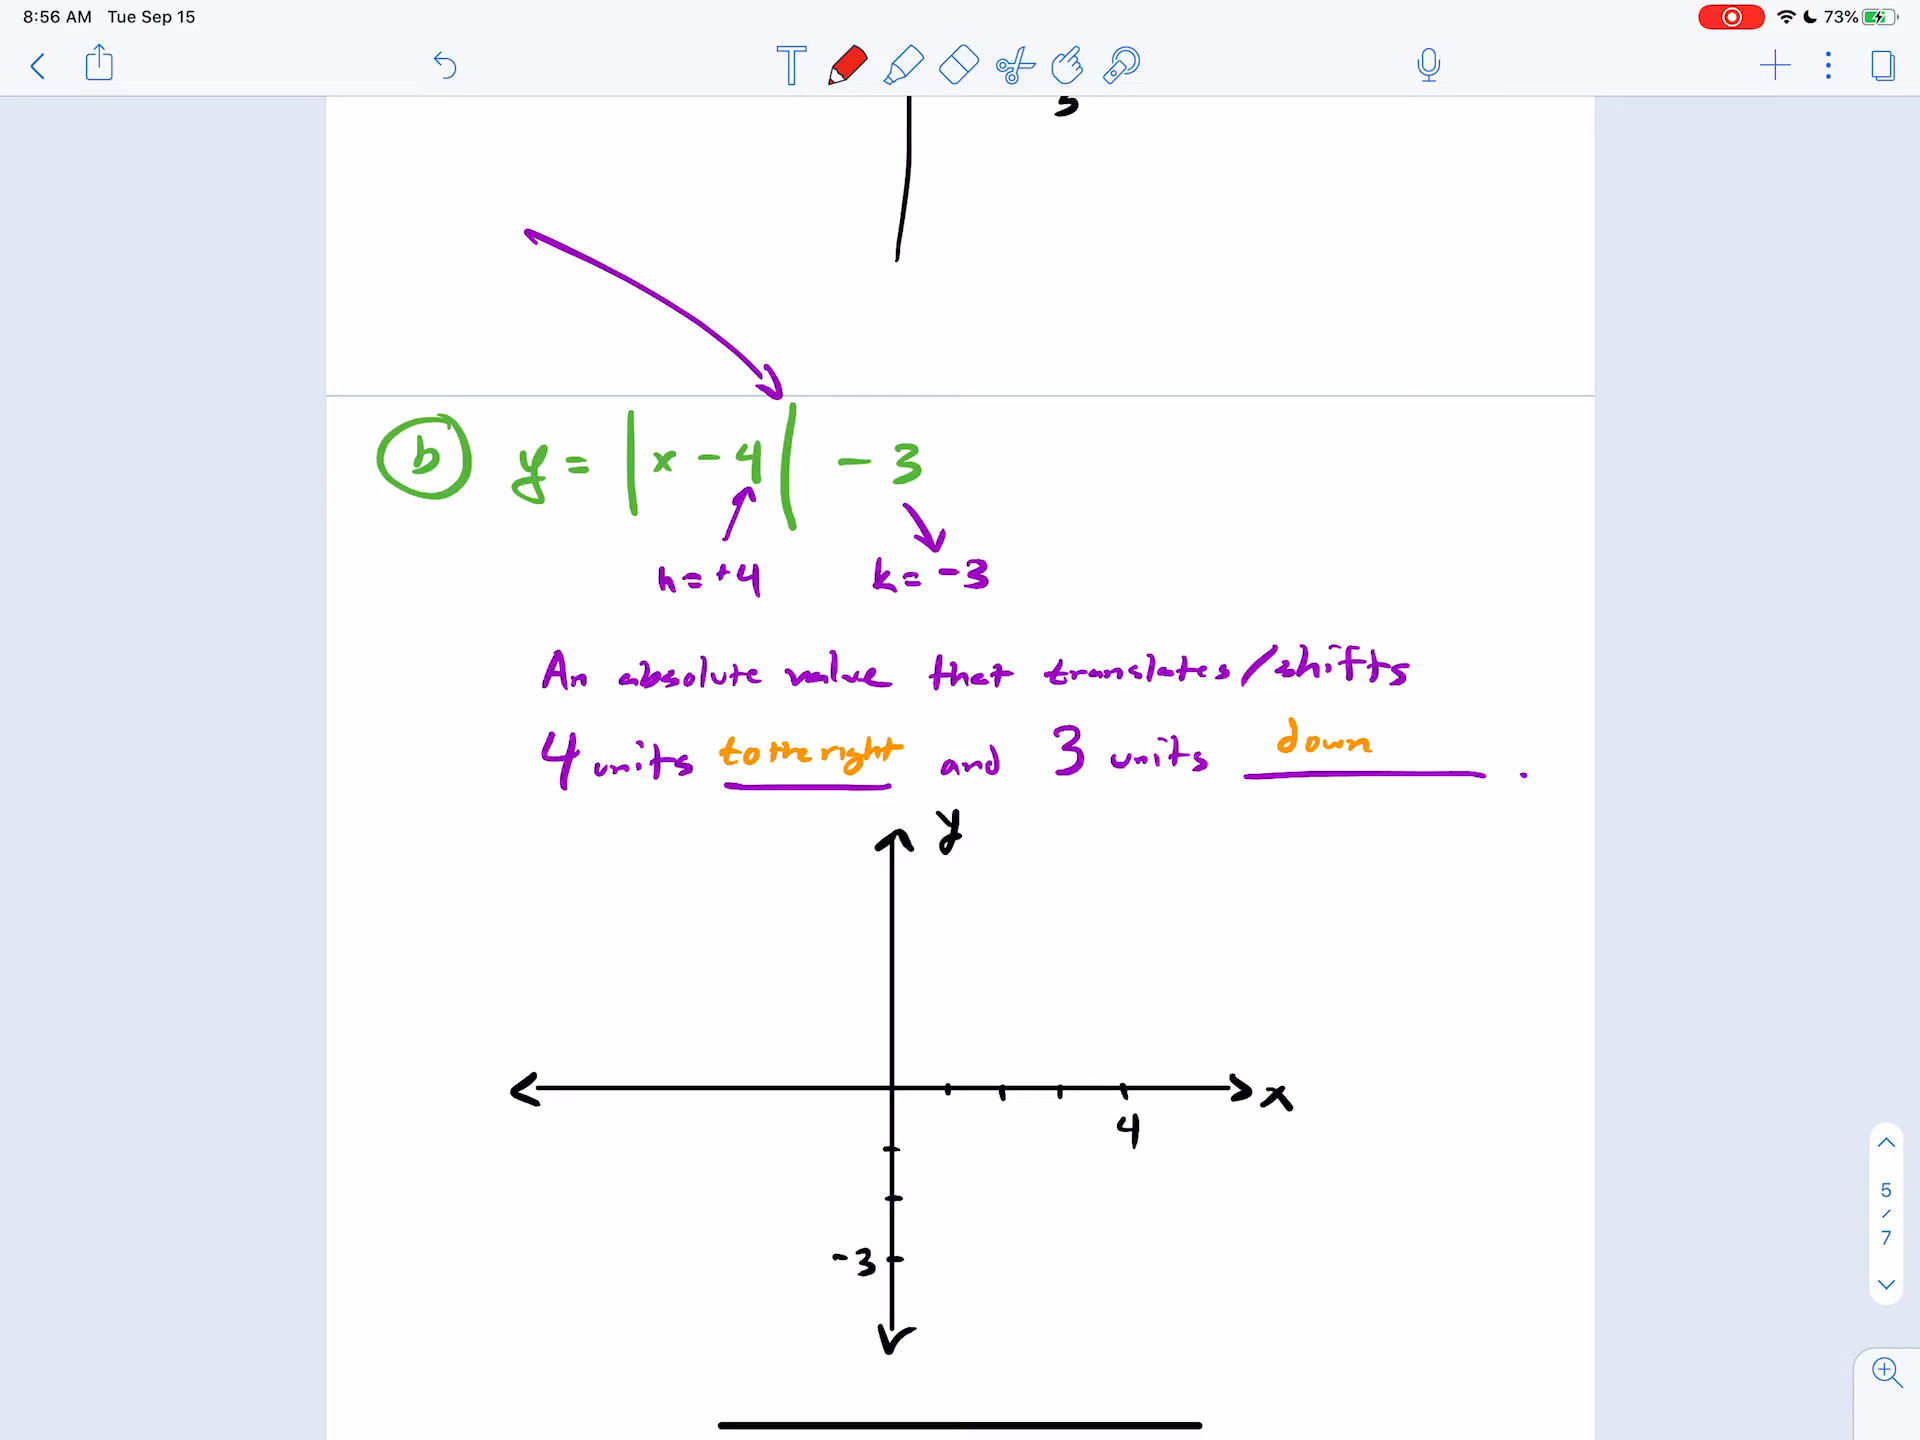 8:56 AM Tue Sep 15
73%
T
b y = |x - 4| - 3
h = +4 k = -3
An absolute value that translates/shifts
4 units to the right and 3 units down .
y
x
4
-3
5
/
7